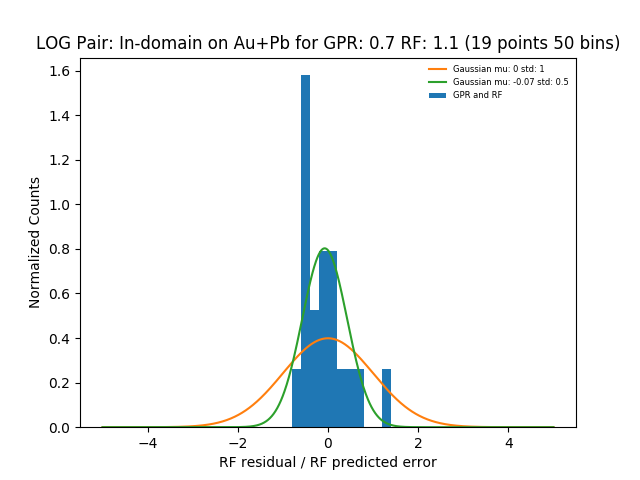 LOG Pair: In-domain on Au+Pb for GPR: 0.7 RF: 1.1 (19 points 50 bins)
Gaussian mu: 0 std: 1
Gaussian mu: -0.07 std: 0.5
GPR and RF
Normalized Counts
1.6
1.4
1.2
1.0
0.8
0.6
0.4
0.2
0.0
−4 −2 0 2 4
RF residual / RF predicted error